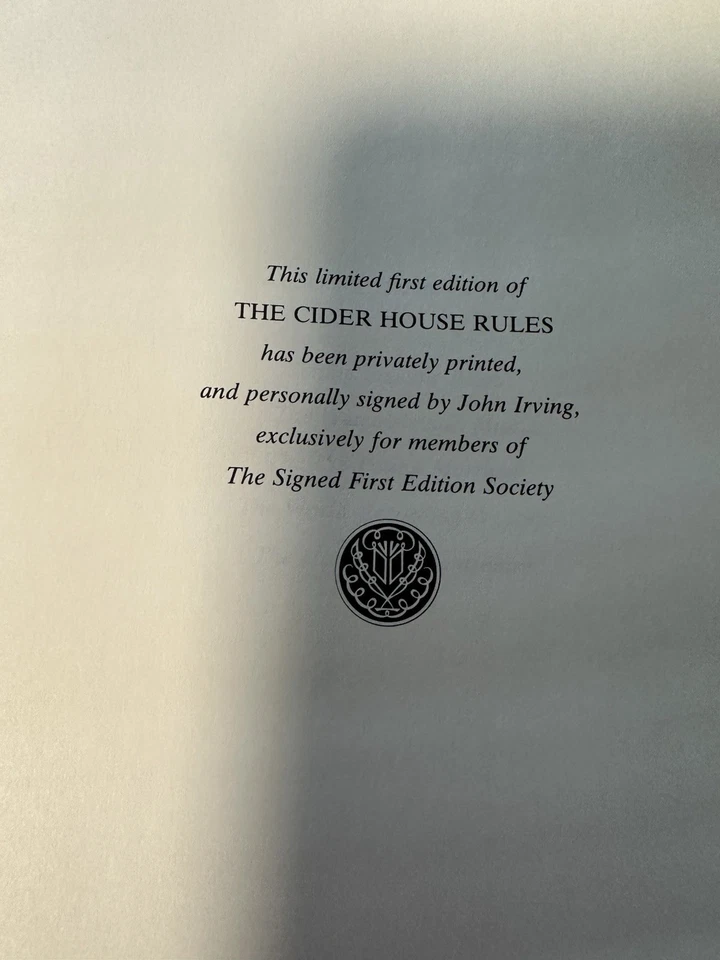 This limited first edition of
THE CIDER HOUSE RULES
has been privately printed,
and personally signed by John Irving,
exclusively for members of
The Signed First Edition Society